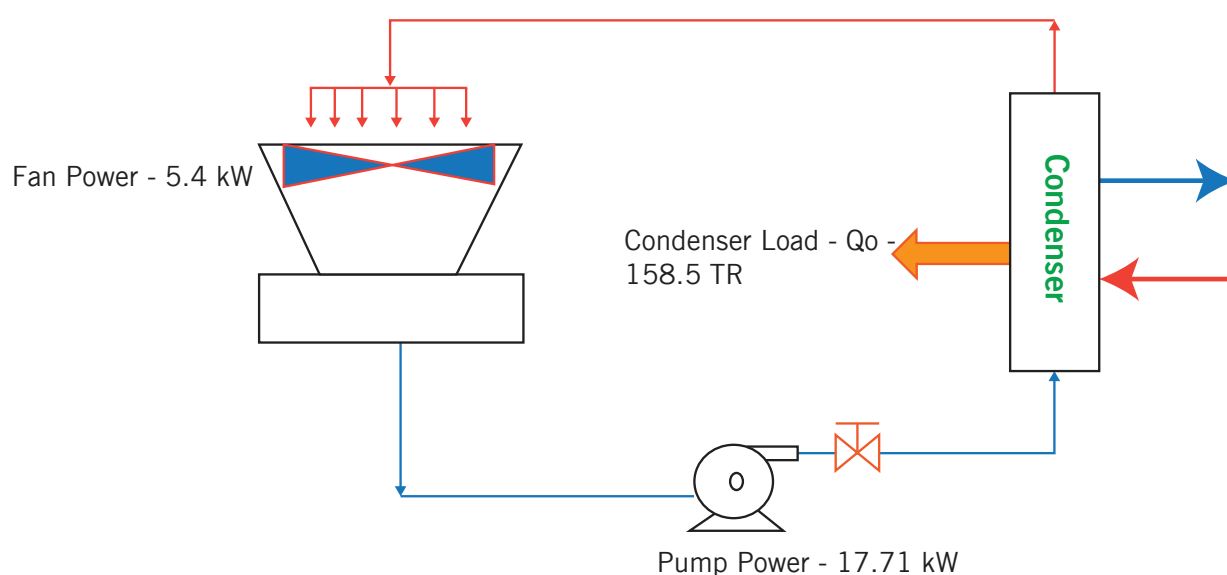 Fan Power - 5.4 kW
Condenser Load - Qo -
158.5 TR
Condenser
Pump Power - 17.71 kW